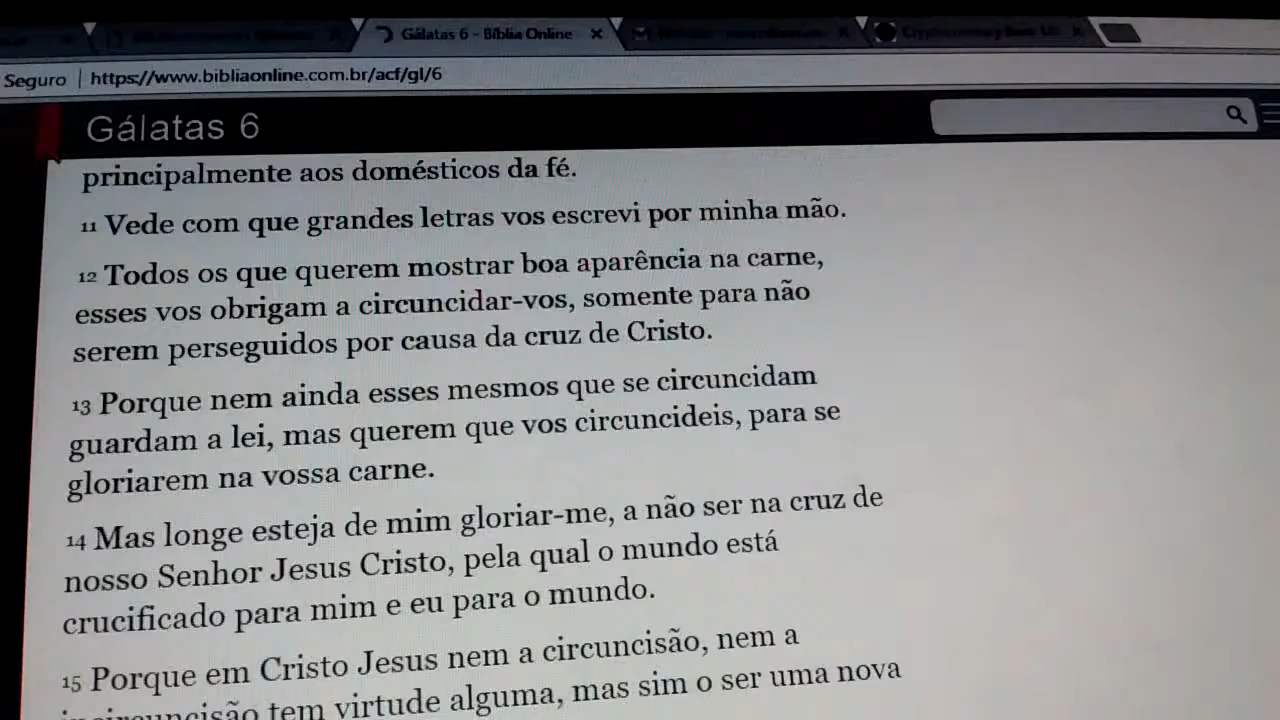 Gálatas 6 - Bíblia Online
Seguro https://www.bibliaonline.com.br/acf/gl/6
Gálatas 6
principalmente aos domésticos da fé.
11 Vede com que grandes letras vos escrevi por minha mão.
12 Todos os que querem mostrar boa aparência na carne,
esses vos obrigam a circuncidar-vos, somente para não
serem perseguidos por causa da cruz de Cristo.
13 Porque nem ainda esses mesmos que se circuncidam
guardam a lei, mas querem que vos circuncideis, para se
gloriarem na vossa carne.
14 Mas longe esteja de mim gloriar-me, a não ser na cruz de
nosso Senhor Jesus Cristo, pela qual o mundo está
crucificado para mim e eu para o mundo.
15 Porque em Cristo Jesus nem a circuncisão, nem a
incircuncisão tem virtude alguma, mas sim o ser uma nova